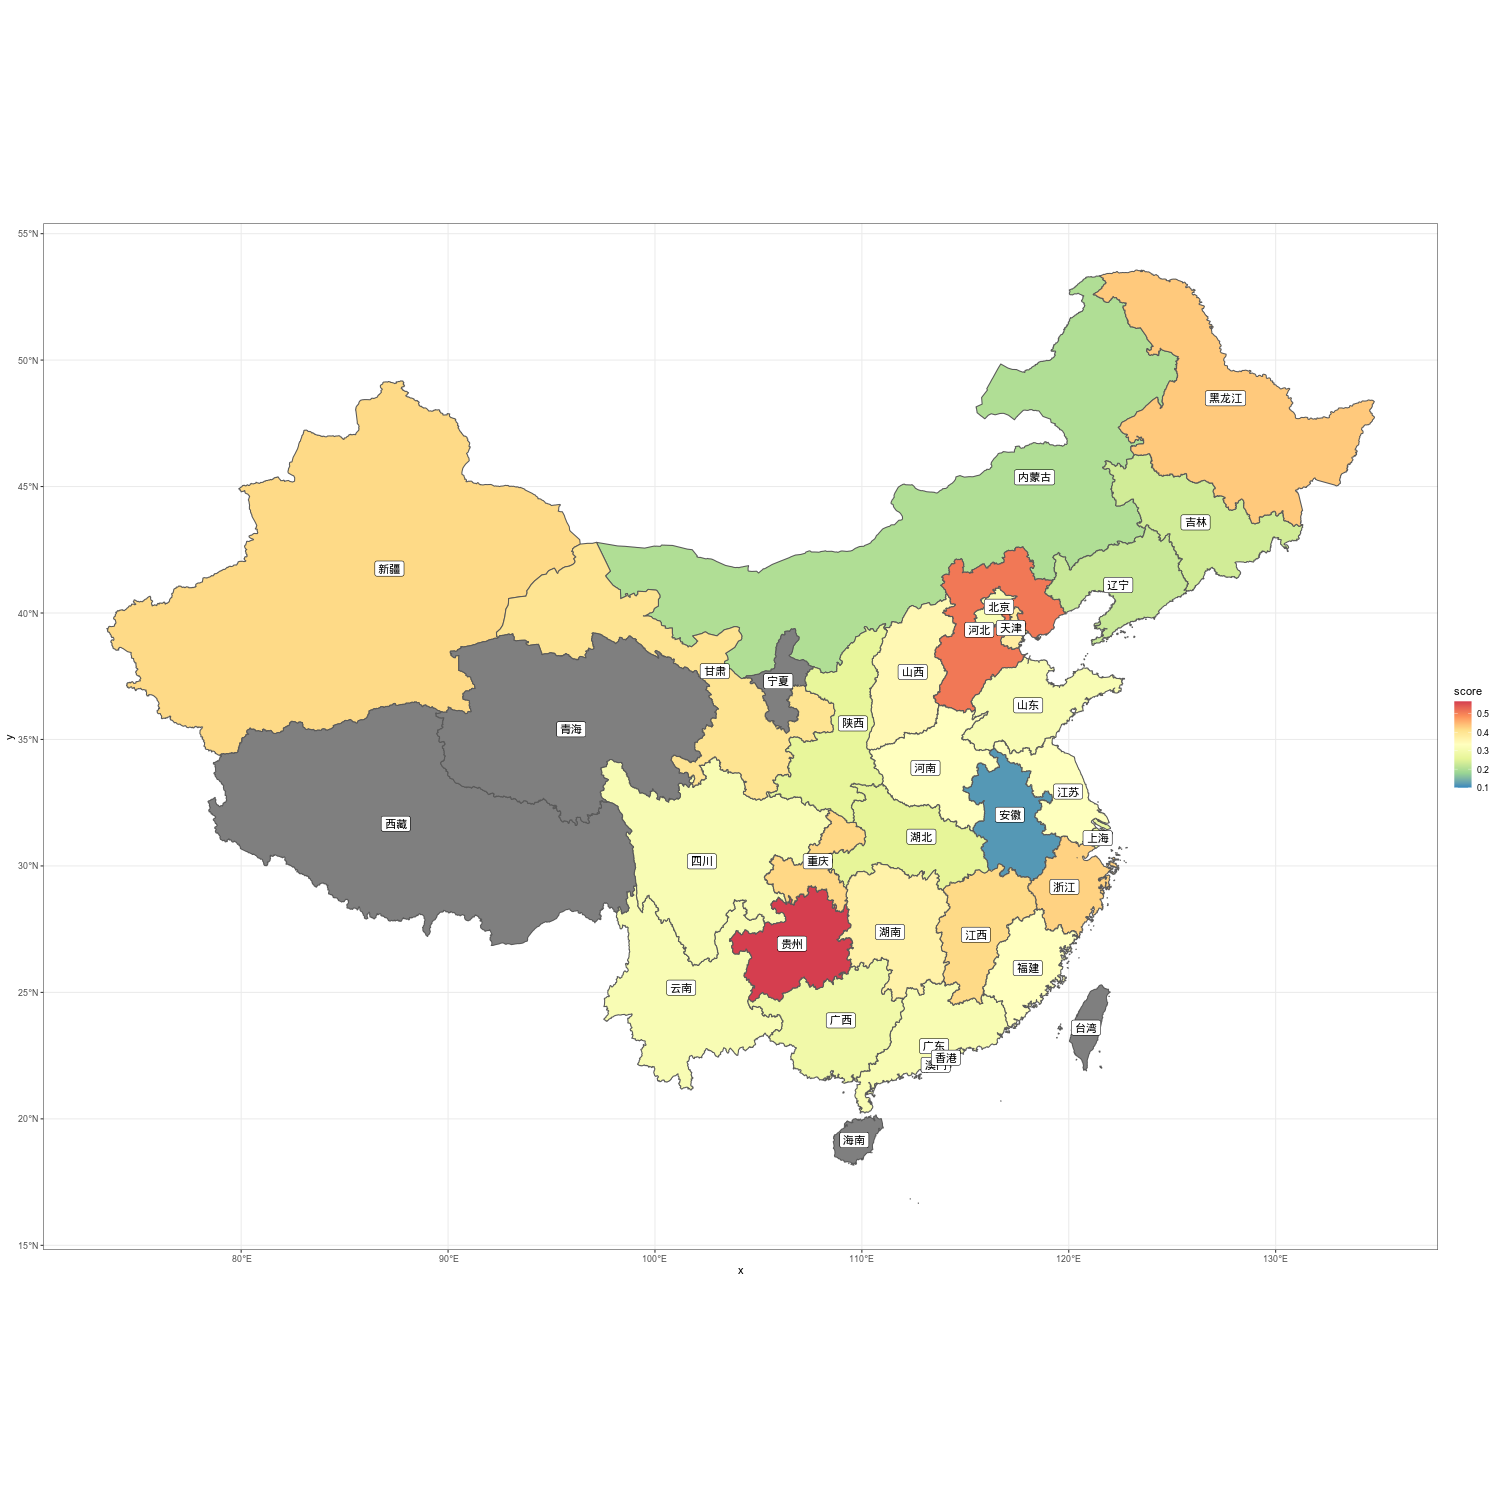 55°N
50°N
45°N
40°N
35°N
30°N
25°N
20°N
15°N
y
黑龙江
内蒙古
吉林
新疆
辽宁
北京
河北
天津
甘肃
山西
宁夏
山东
陕西
青海
河南
江苏
安徽
西藏
湖北
上海
四川
重庆
浙江
湖南
江西
贵州
福建
云南
广西
台湾
广东
香港
澳门
海南
80°E
90°E
100°E
110°E
120°E
130°E
x
score
0.5
0.4
0.3
0.2
0.1